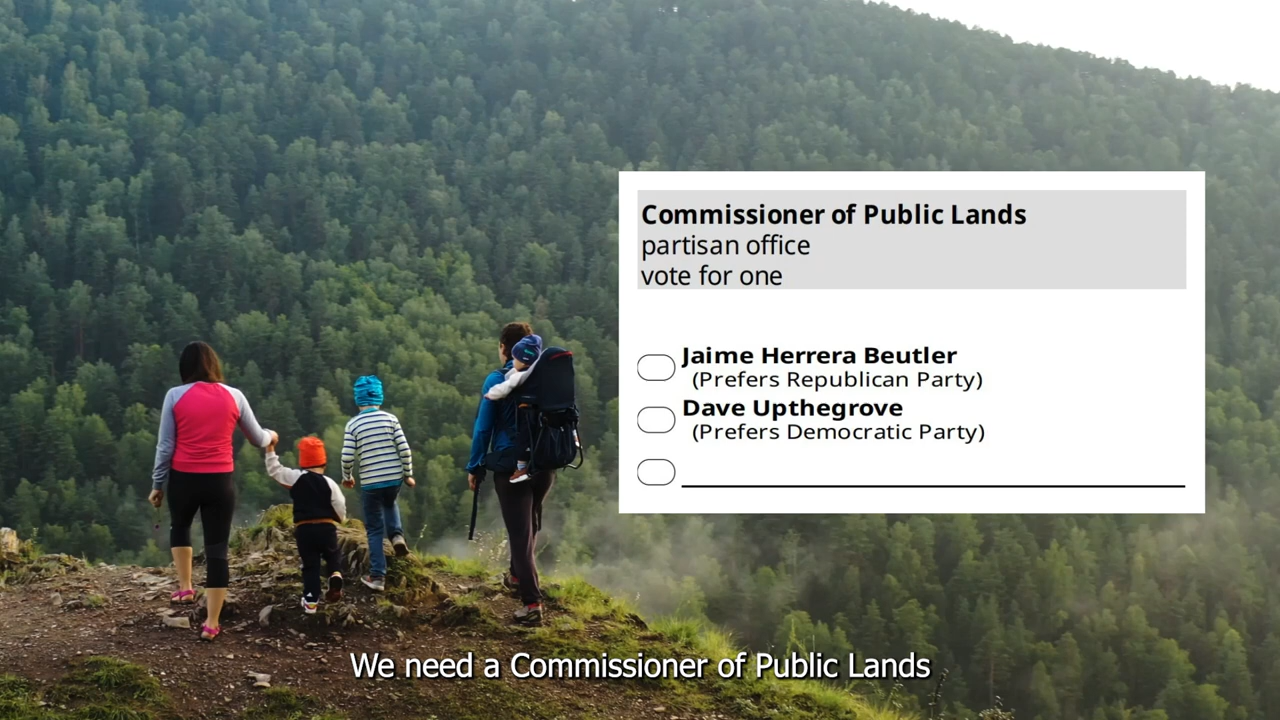 Commissioner of Public Lands
partisan office
vote for one
Jaime Herrera Beutler
(Prefers Republican Party)
Dave Upthegrove
(Prefers Democratic Party)
We need a Commissioner of Public Lands